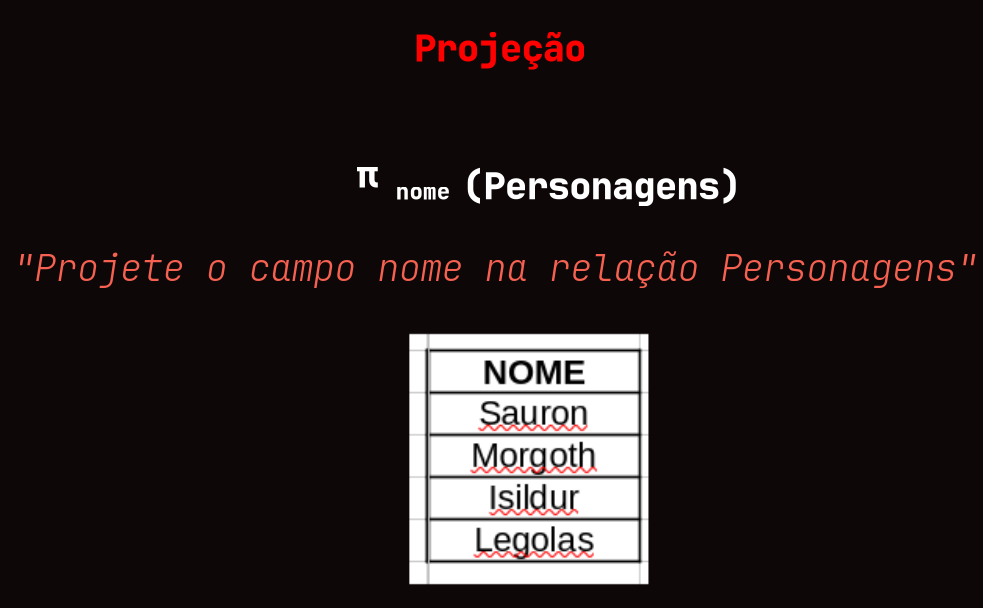 Projeção
π nome (Personagens)
"Projete o campo nome na relação Personagens"
NOME
Sauron
Morgoth
Isildur
Legolas